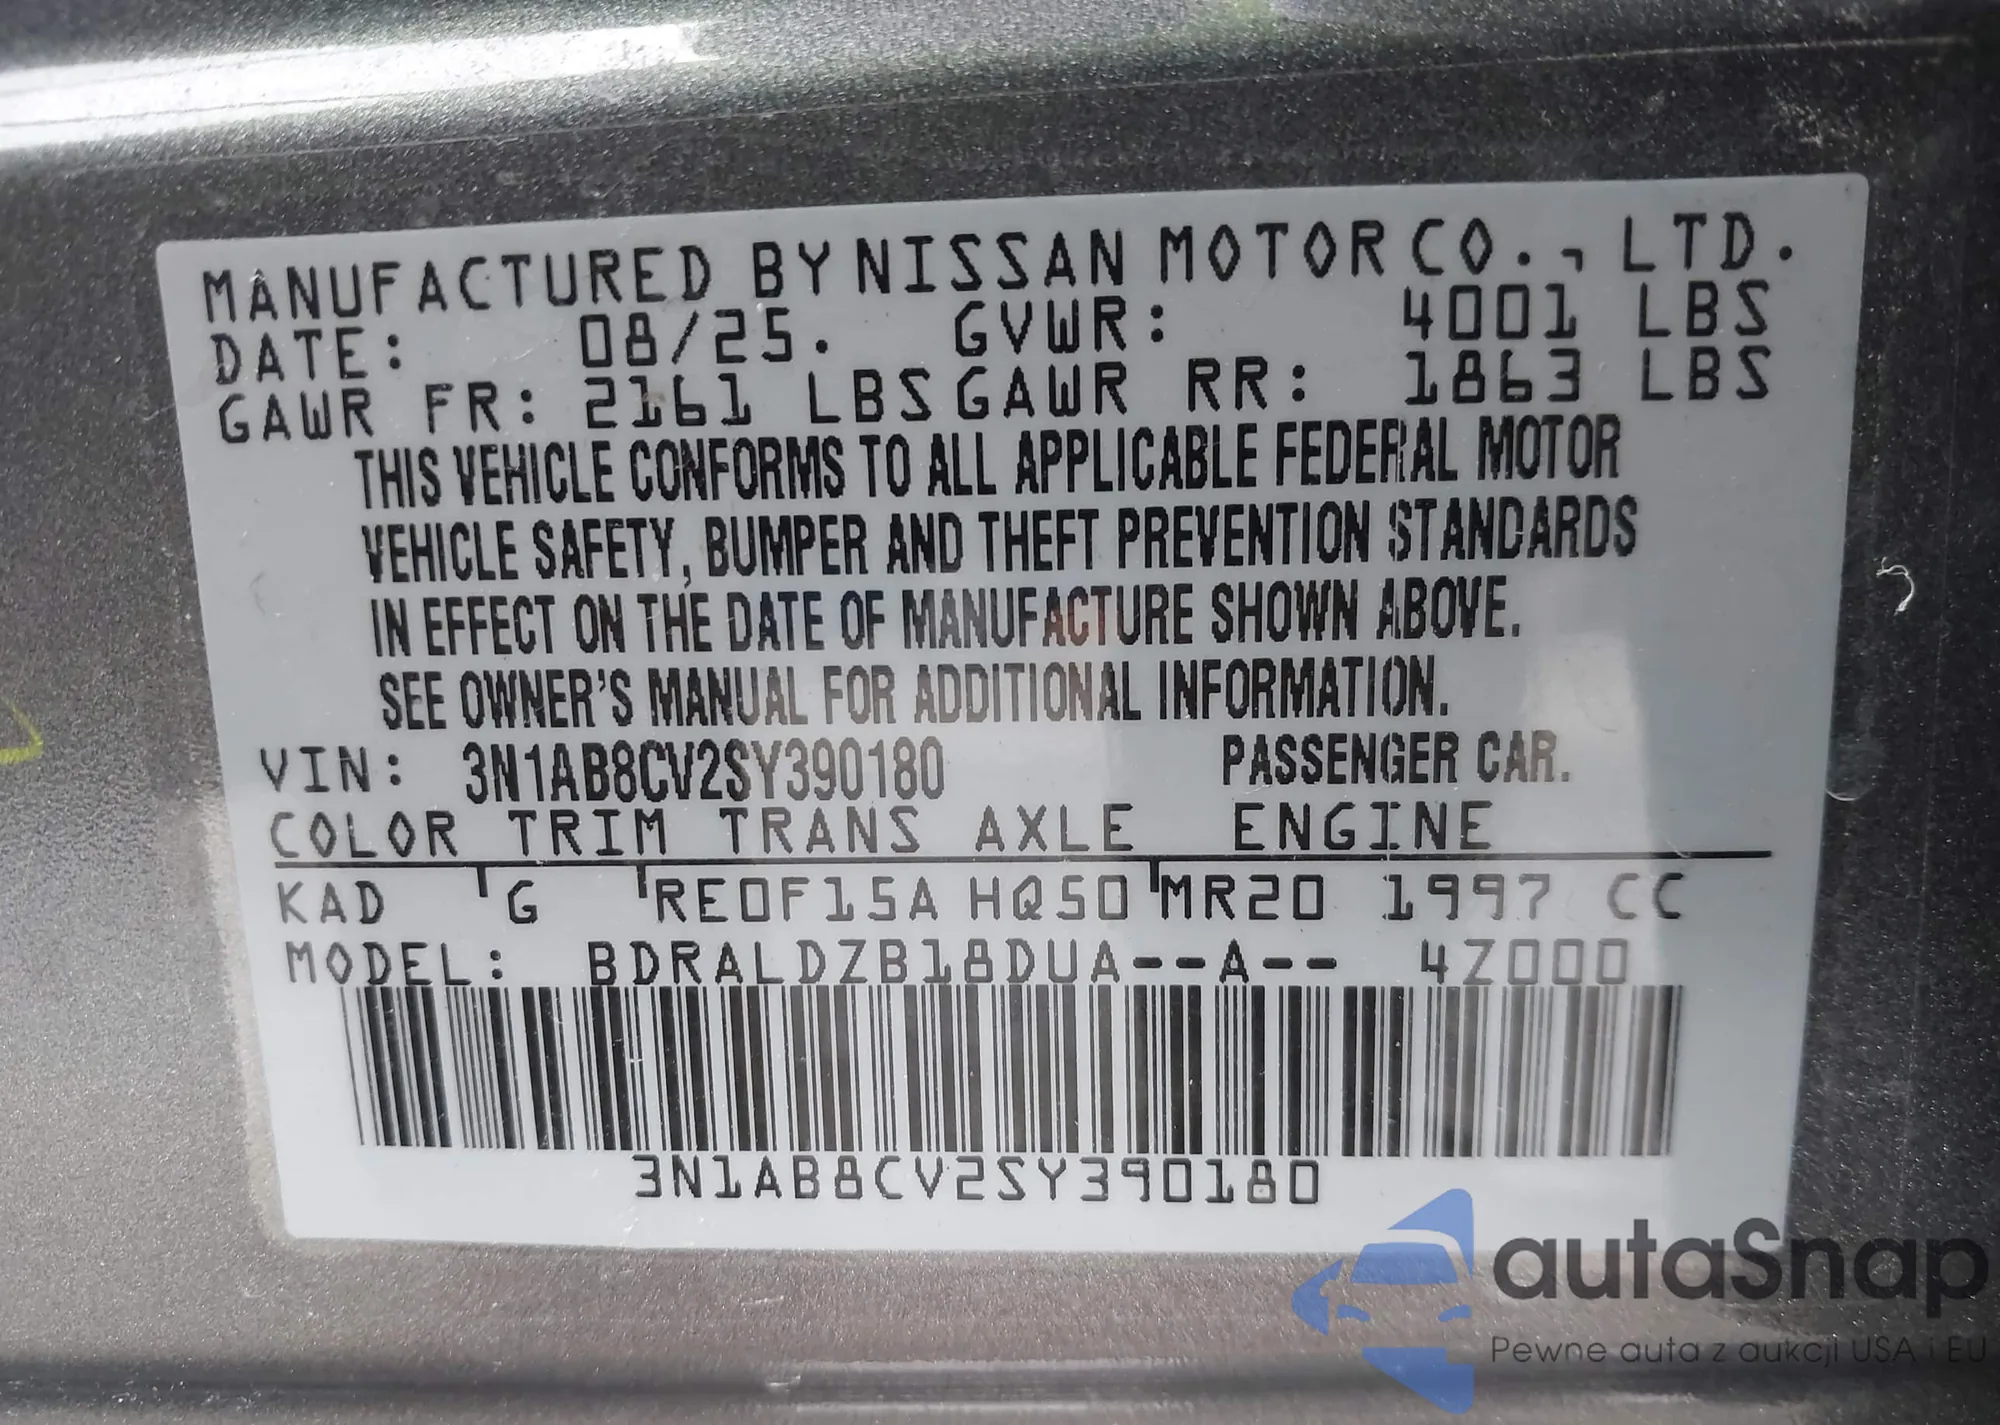 MANUFACTURED BY NISSAN MOTOR CO., LTD.
DATE: 08/25. GVWR: 4001 LBS
GAWR FR: 2161 LBS GAWR RR: 1863 LBS
THIS VEHICLE CONFORMS TO ALL APPLICABLE FEDERAL MOTOR
VEHICLE SAFETY, BUMPER AND THEFT PREVENTION STANDARDS
IN EFFECT ON THE DATE OF MANUFACTURE SHOWN ABOVE.
SEE OWNER'S MANUAL FOR ADDITIONAL INFORMATION.
VIN: 3N1AB8CV2SY390180 PASSENGER CAR.
COLOR TRIM TRANS AXLE ENGINE
KAD G RE0F15A HQ50 MR20 1997 CC
MODEL: BDRALDZB18DUA--A-- 4Z000
3N1AB8CV2SY390180
autaSnap
Pewne auta z aukcji USA i EU